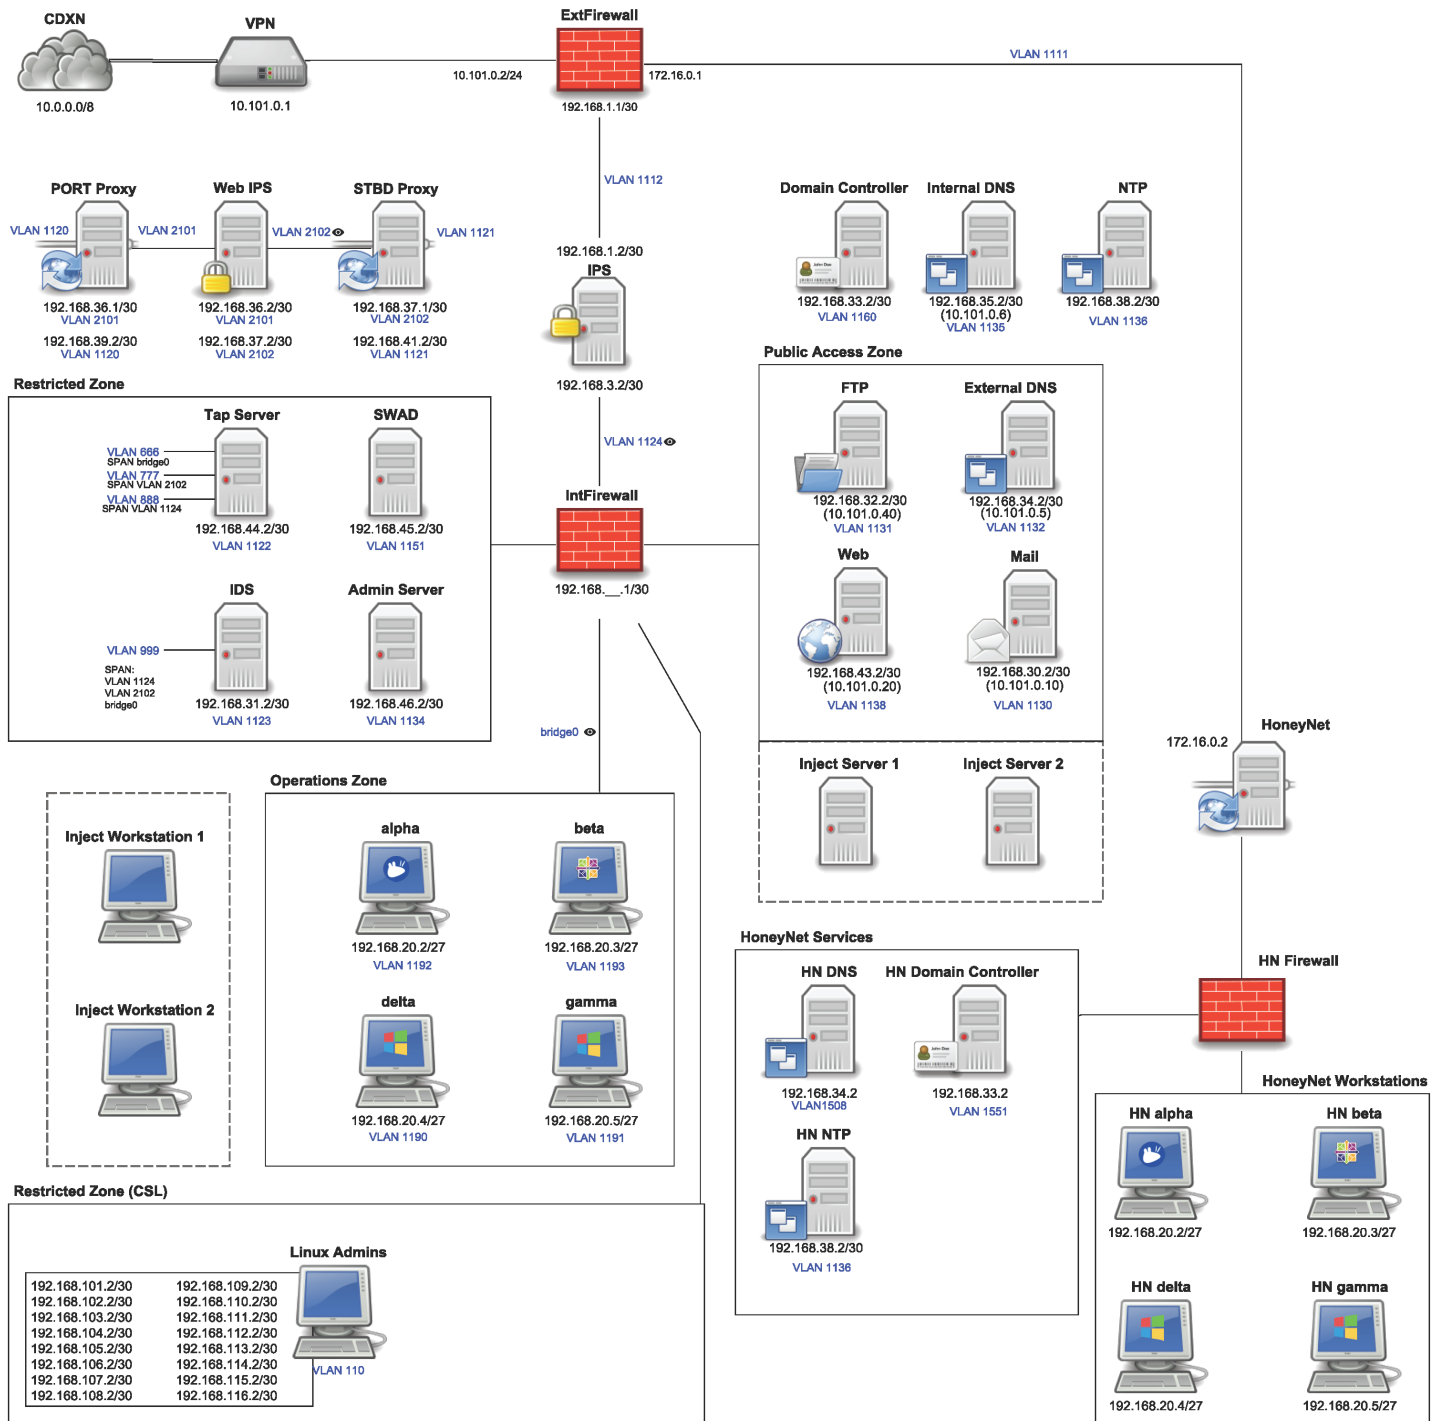 CDXN
VPN
ExtFirewall
VLAN 1111
10.101.0.2/24
172.16.0.1
10.0.0.0/8
10.101.0.1
192.168.1.1/30
VLAN 1112
PORT Proxy
Web IPS
STBD Proxy
VLAN 1120
VLAN 2101
VLAN 2102
VLAN 1121
192.168.36.1/30
VLAN 2101
192.168.39.2/30
VLAN 1120
192.168.36.2/30
VLAN 2101
192.168.37.2/30
VLAN 2102
192.168.37.1/30
VLAN 2102
192.168.41.2/30
VLAN 1121
192.168.1.2/30
IPS
192.168.3.2/30
VLAN 1124
Domain Controller
John Doe
192.168.33.2/30
VLAN 1160
Internal DNS
192.168.35.2/30
(10.101.0.6)
VLAN 1135
NTP
192.168.38.2/30
VLAN 1136
Restricted Zone
Tap Server
VLAN 666
SPAN bridge0
VLAN 777
SPAN VLAN 2102
VLAN 888
SPAN VLAN 1124
192.168.44.2/30
VLAN 1122
SWAD
192.168.45.2/30
VLAN 1151
IDS
VLAN 999
SPAN:
VLAN 1124
VLAN 2102
bridge0
192.168.31.2/30
VLAN 1123
Admin Server
192.168.46.2/30
VLAN 1134
IntFirewall
192.168.__.1/30
bridge0
Public Access Zone
FTP
192.168.32.2/30
(10.101.0.40)
VLAN 1131
External DNS
192.168.34.2/30
(10.101.0.5)
VLAN 1132
Web
192.168.43.2/30
(10.101.0.20)
VLAN 1138
Mail
192.168.30.2/30
(10.101.0.10)
VLAN 1130
Inject Server 1
Inject Server 2
HoneyNet
172.16.0.2
Inject Workstation 1
Inject Workstation 2
Operations Zone
alpha
192.168.20.2/27
VLAN 1192
beta
192.168.20.3/27
VLAN 1193
delta
192.168.20.4/27
VLAN 1190
gamma
192.168.20.5/27
VLAN 1191
HoneyNet Services
HN DNS
192.168.34.2
VLAN1508
HN Domain Controller
John Doe
192.168.33.2
VLAN 1551
HN NTP
192.168.38.2/30
VLAN 1136
HN Firewall
HoneyNet Workstations
HN alpha
192.168.20.2/27
HN beta
192.168.20.3/27
HN delta
192.168.20.4/27
HN gamma
192.168.20.5/27
Restricted Zone (CSL)
Linux Admins
192.168.101.2/30
192.168.102.2/30
192.168.103.2/30
192.168.104.2/30
192.168.105.2/30
192.168.106.2/30
192.168.107.2/30
192.168.108.2/30
192.168.109.2/30
192.168.110.2/30
192.168.111.2/30
192.168.112.2/30
192.168.113.2/30
192.168.114.2/30
192.168.115.2/30
192.168.116.2/30
VLAN 110